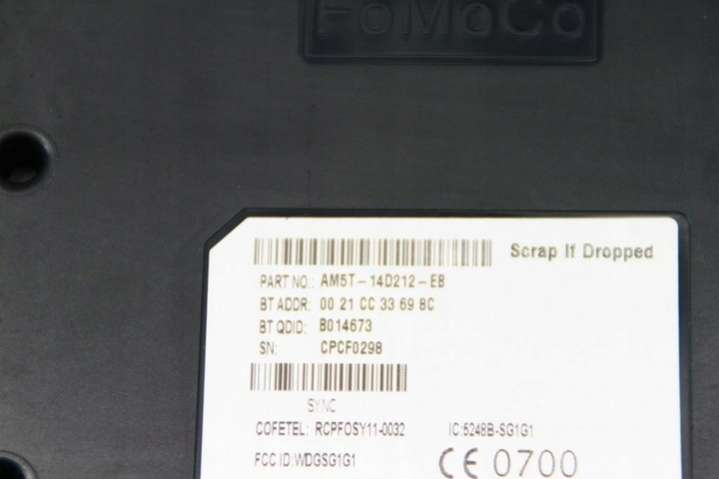 FoMoCo
Scrap If Dropped
PART NO.: AM5T-14D212-EB
BT ADDR: 00 21 CC 33 69 8C
BT QDID: B014673
SN: CPCF0298
SYNC
COFETEL: RCPFOSY11-0032 IC:5248B-SG1G1
FCC ID:WDGSG1G1 CE 0700